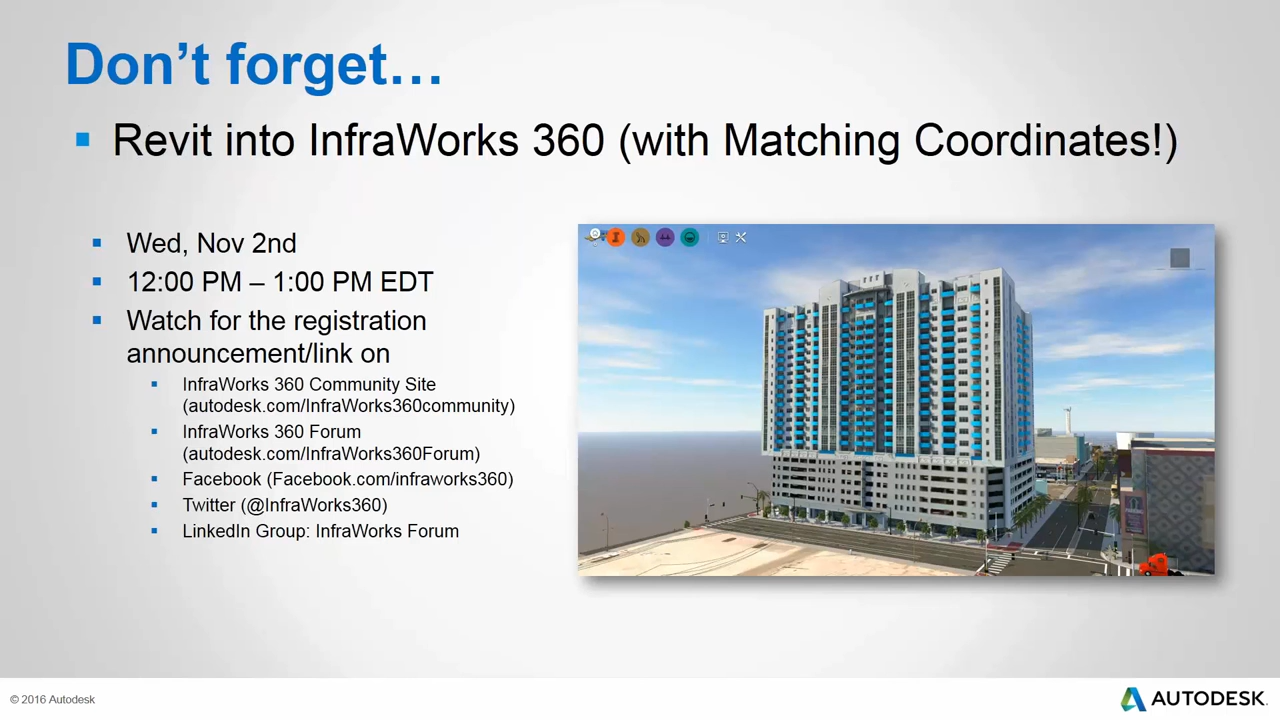 Don’t forget…
Revit into InfraWorks 360 (with Matching Coordinates!)
Wed, Nov 2nd
12:00 PM – 1:00 PM EDT
Watch for the registration
announcement/link on
InfraWorks 360 Community Site
(autodesk.com/InfraWorks360community)
InfraWorks 360 Forum
(autodesk.com/InfraWorks360Forum)
Facebook (Facebook.com/infraworks360)
Twitter (@InfraWorks360)
LinkedIn Group: InfraWorks Forum
© 2016 Autodesk
AUTODESK.